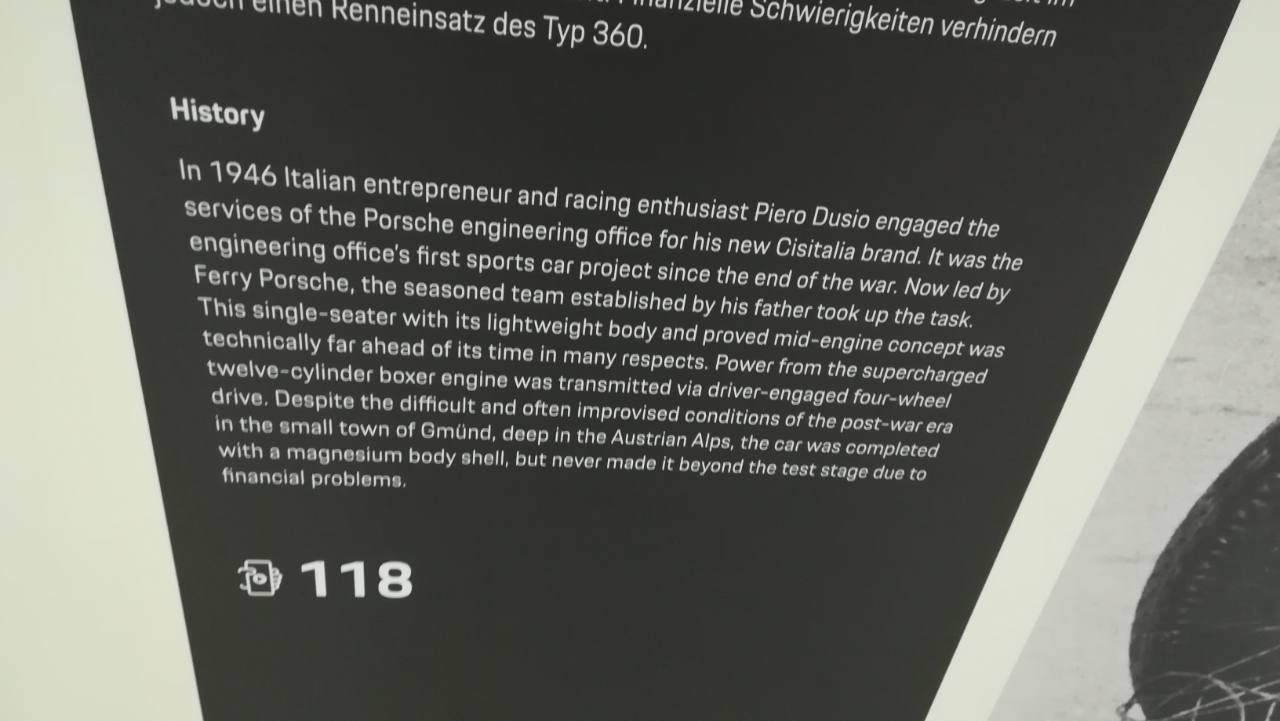 jedoch einen Renneinsatz des Typ 360. Finanzielle Schwierigkeiten verhindern
History
In 1946 Italian entrepreneur and racing enthusiast Piero Dusio engaged the
services of the Porsche engineering office for his new Cisitalia brand. It was the
engineering office's first sports car project since the end of the war. Now led by
Ferry Porsche, the seasoned team established by his father took up the task.
This single-seater with its lightweight body and proved mid-engine concept was
technically far ahead of its time in many respects. Power from the supercharged
twelve-cylinder boxer engine was transmitted via driver-engaged four-wheel
drive. Despite the difficult and often improvised conditions of the post-war era
in the small town of Gmünd, deep in the Austrian Alps, the car was completed
with a magnesium body shell, but never made it beyond the test stage due to
financial problems.
118